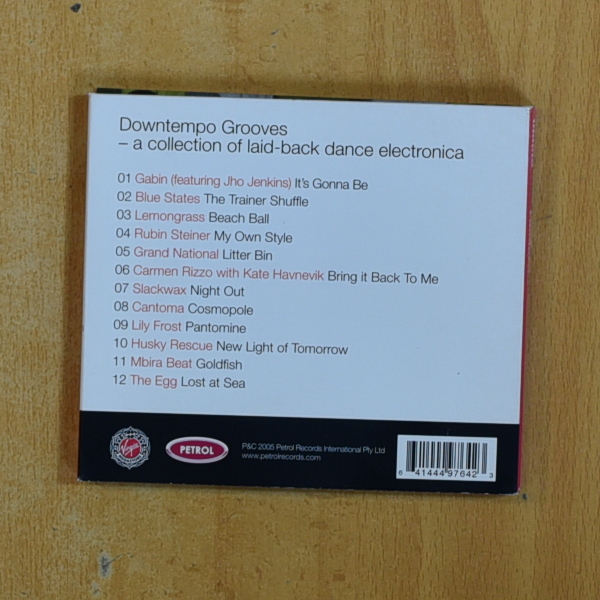 Downtempo Grooves
– a collection of laid-back dance electronica
01 Gabin (featuring Jho Jenkins) It's Gonna Be
02 Blue States The Trainer Shuffle
03 Lemongrass Beach Ball
04 Rubin Steiner My Own Style
05 Grand National Litter Bin
06 Carmen Rizzo with Kate Havnevik Bring it Back To Me
07 Slackwax Night Out
08 Cantoma Cosmopole
09 Lily Frost Pantomine
10 Husky Rescue New Light of Tomorrow
11 Mbira Beat Goldfish
12 The Egg Lost at Sea
Virgin
PETROL
P&C 2005 Petrol Records International Pty Ltd
www.petrolrecords.com
6 41444 97642 3